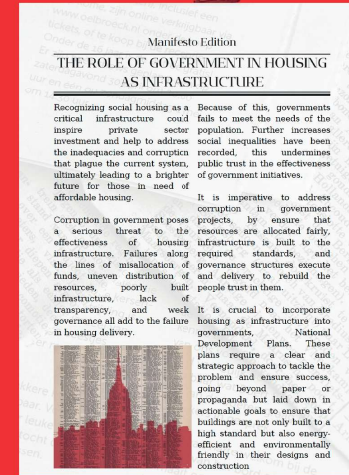 Manifesto Edition
THE ROLE OF GOVERNMENT IN HOUSING
AS INFRASTRUCTURE
Recognizing social housing as a
critical infrastructure could
inspire private sector
investment and help to address
the inadequacies and corruption
that plague the current system,
ultimately leading to a brighter
future for those in need of
affordable housing.
Corruption in government poses
a serious threat to the
effectiveness of housing
infrastructure. Failures along
the lines of misallocation of
funds, uneven distribution of
resources, poorly built
infrastructure, lack of
transparency, and week
governance all add to the failure
in housing delivery.
Because of this, governments
fails to meet the needs of the
population. Further increases
social inequalities have been
recorded, this undermines
public trust in the effectiveness
of government initiatives.
It is imperative to address
corruption in government
projects, by ensure that
resources are allocated fairly,
infrastructure is built to the
required standards, and
governance structures execute
and delivery to rebuild the
people trust in them.
It is crucial to incorporate
housing as infrastructure into
governments, National
Development Plans. These
plans require a clear and
strategic approach to tackle the
problem and ensure success,
going beyond paper or
propaganda but laid down in
actionable goals to ensure that
buildings are not only built to a
high standard but also energy-
efficient and environmentally
friendly in their designs and
construction